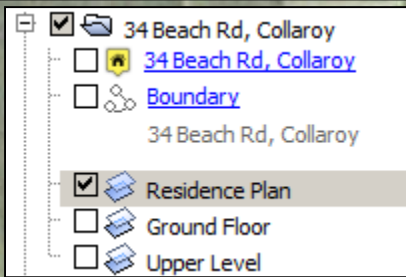 34 Beach Rd, Collaroy
34 Beach Rd, Collaroy
Boundary
34 Beach Rd, Collaroy
Residence Plan
Ground Floor
Upper Level